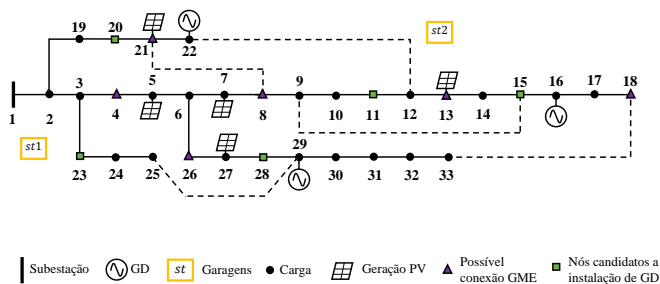 19 20 21 22 st2
1 2 3 4 5 6 7 8 9 10 11 12 13 14 15 16 17 18
st1
23 24 25 26 27 28 29 30 31 32 33
Subestação GD st Garagens Carga Geração PV Possível conexão GME Nós candidatos a instalação de GD